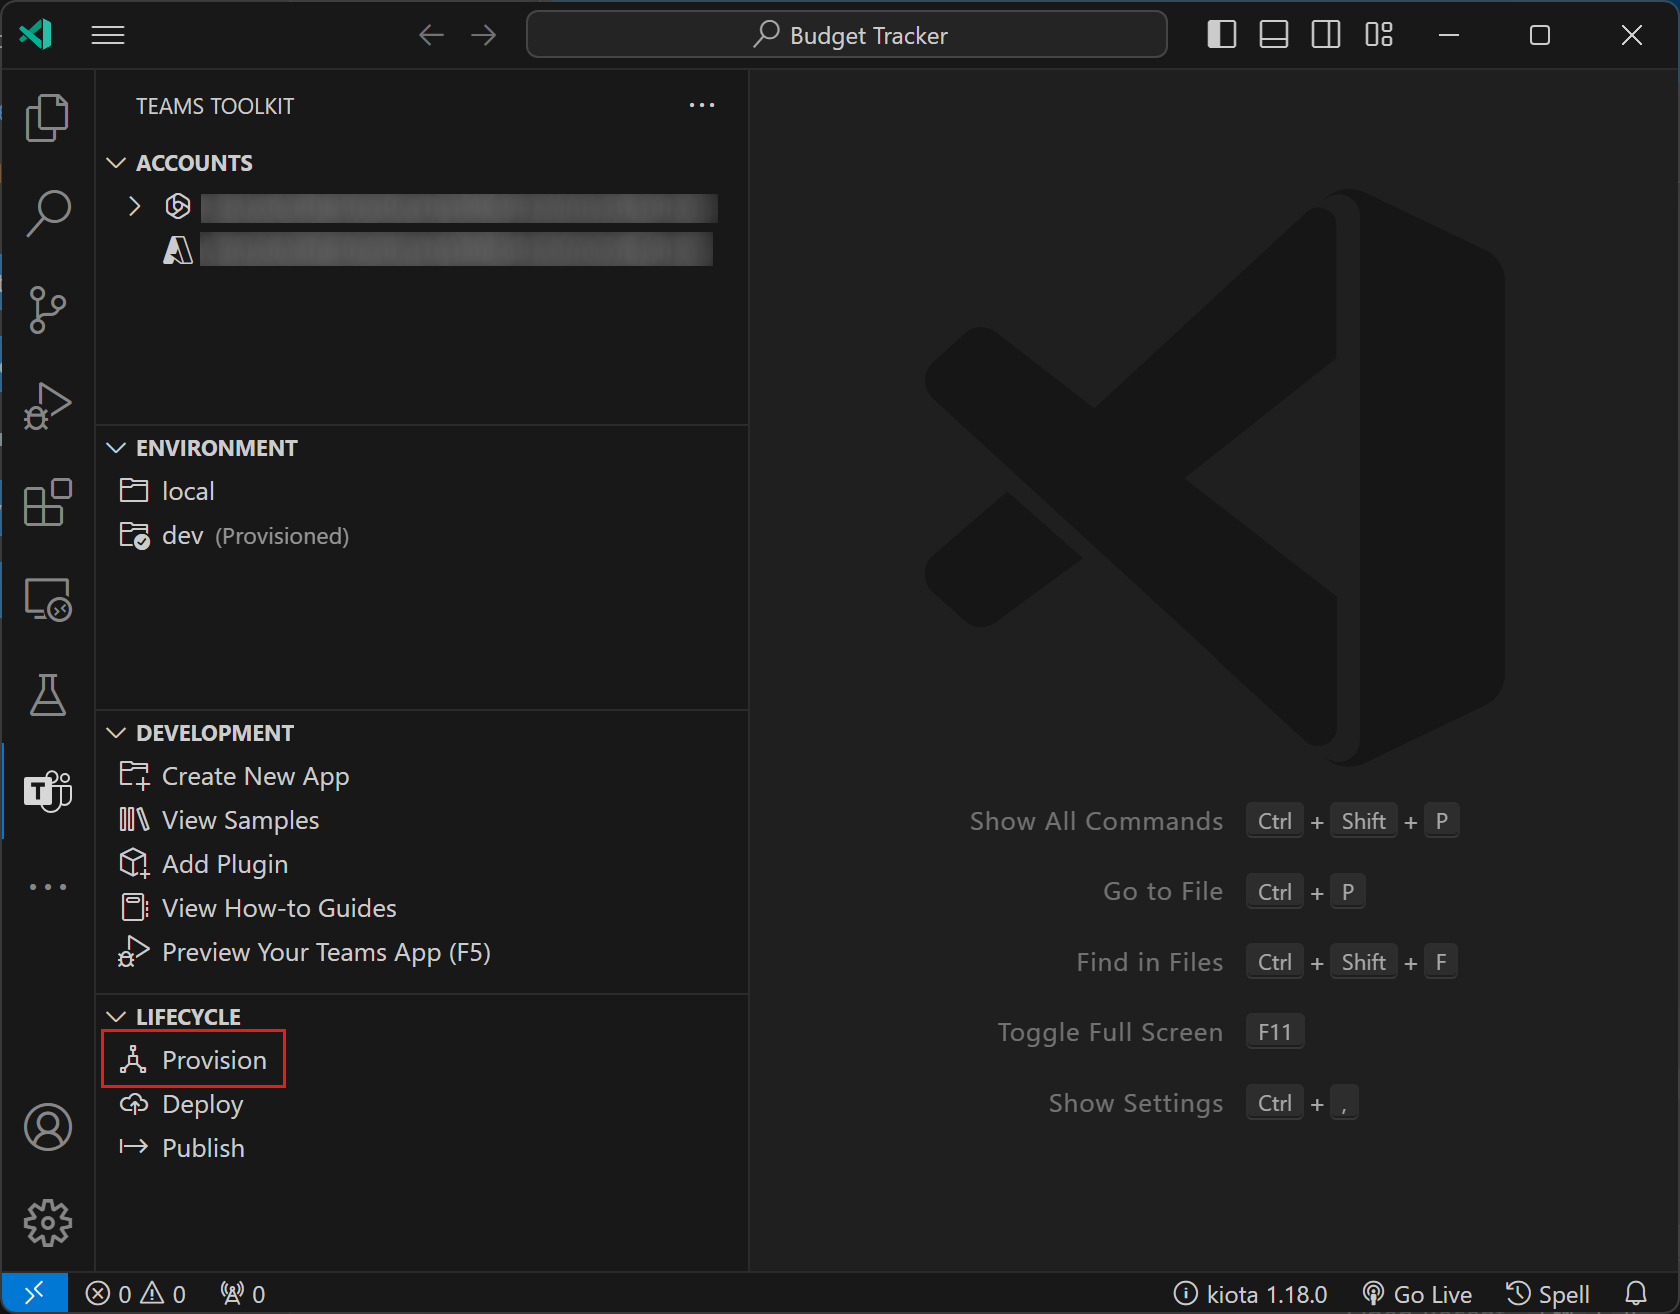 Budget Tracker
TEAMS TOOLKIT
ACCOUNTS
ENVIRONMENT
local
dev (Provisioned)
DEVELOPMENT
Create New App
View Samples
Add Plugin
View How-to Guides
Preview Your Teams App (F5)
LIFECYCLE
Provision
Deploy
Publish
Show All Commands Ctrl + Shift + P
Go to File Ctrl + P
Find in Files Ctrl + Shift + F
Toggle Full Screen F11
Show Settings Ctrl + ,
0 0 0 kiota 1.18.0 Go Live Spell